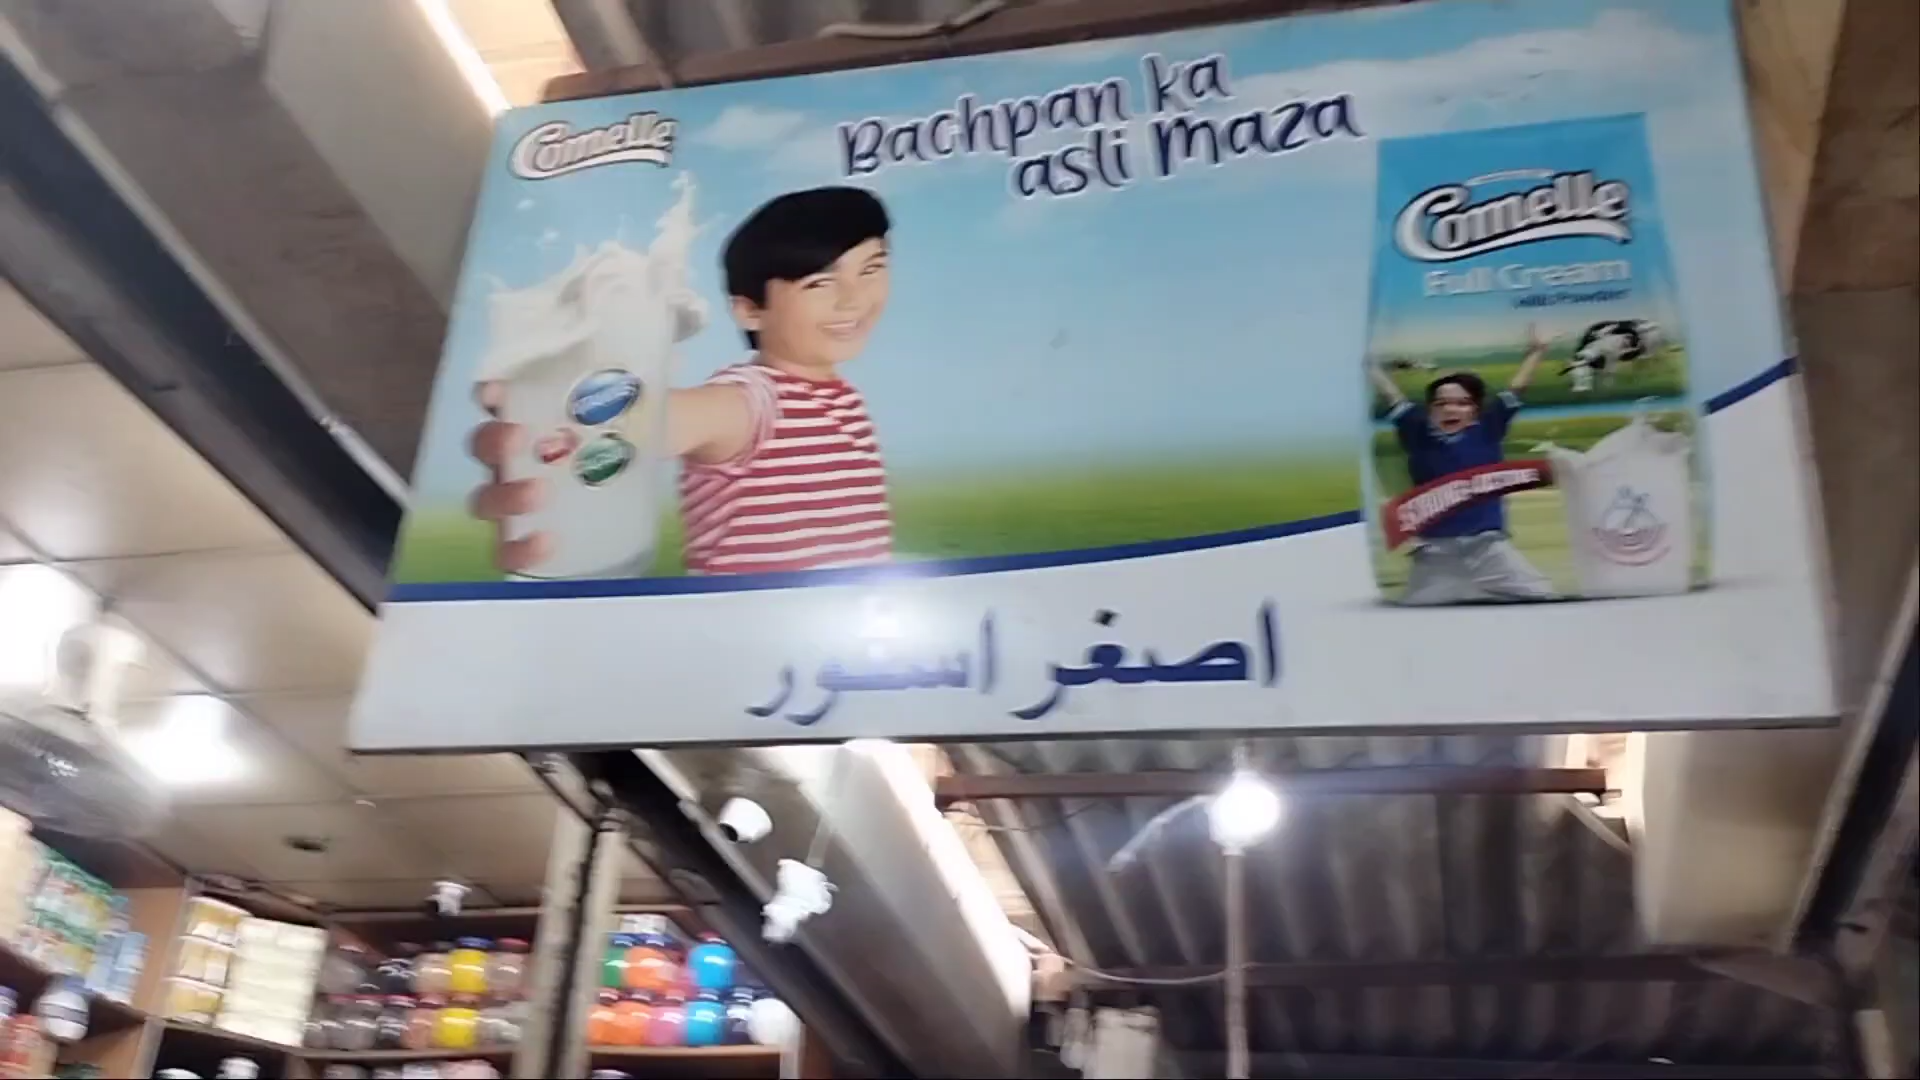 Comelle
Bachpan ka
asli maza
Comelle
Full Cream
Milk Powder
اصغر اسٹور